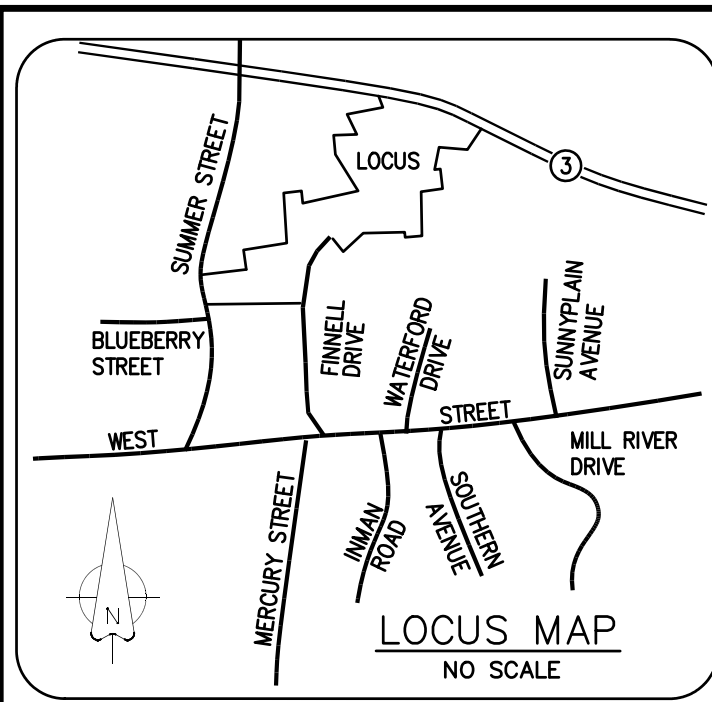 SUMMER STREET
LOCUS
3
BLUEBERRY
STREET
FINNELL
DRIVE
WATERFORD
DRIVE
SUNNYPLAIN
AVENUE
WEST
STREET
MILL RIVER
DRIVE
MERCURY STREET
INMAN
ROAD
SOUTHERN
AVENUE
N
LOCUS MAP
NO SCALE